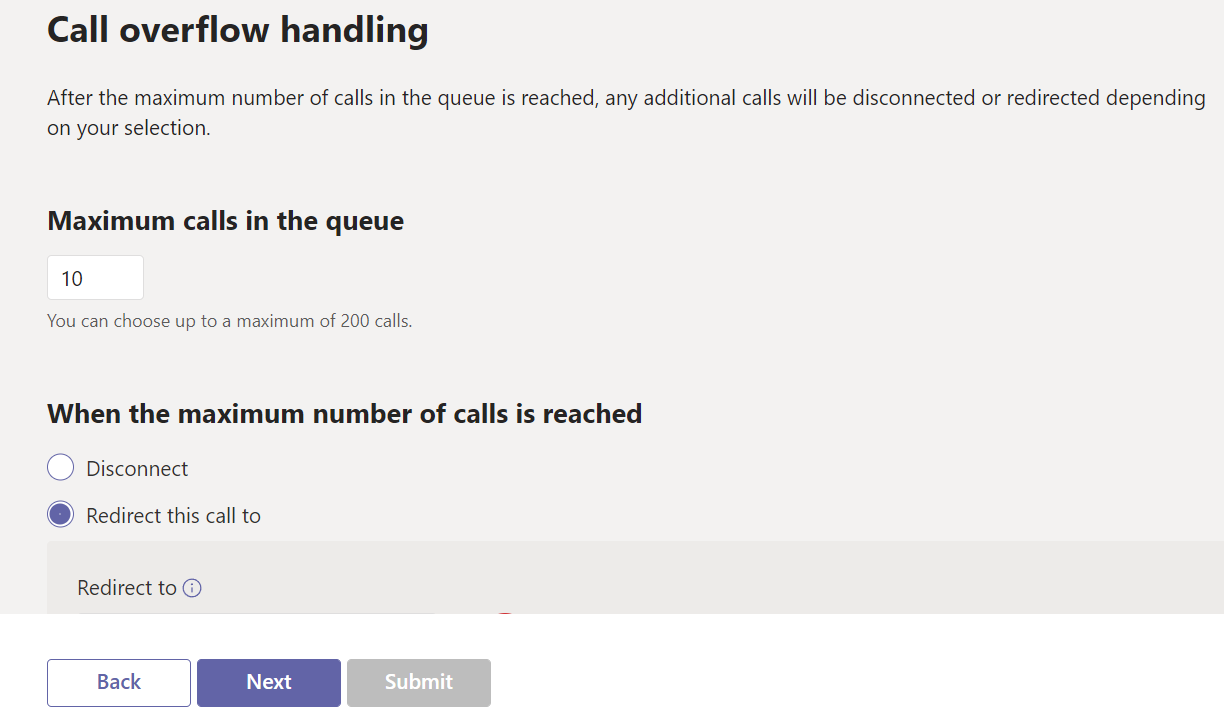 Call overflow handling
After the maximum number of calls in the queue is reached, any additional calls will be disconnected or redirected depending
on your selection.
Maximum calls in the queue
10
You can choose up to a maximum of 200 calls.
When the maximum number of calls is reached
Disconnect
Redirect this call to
Redirect to
Back Next Submit